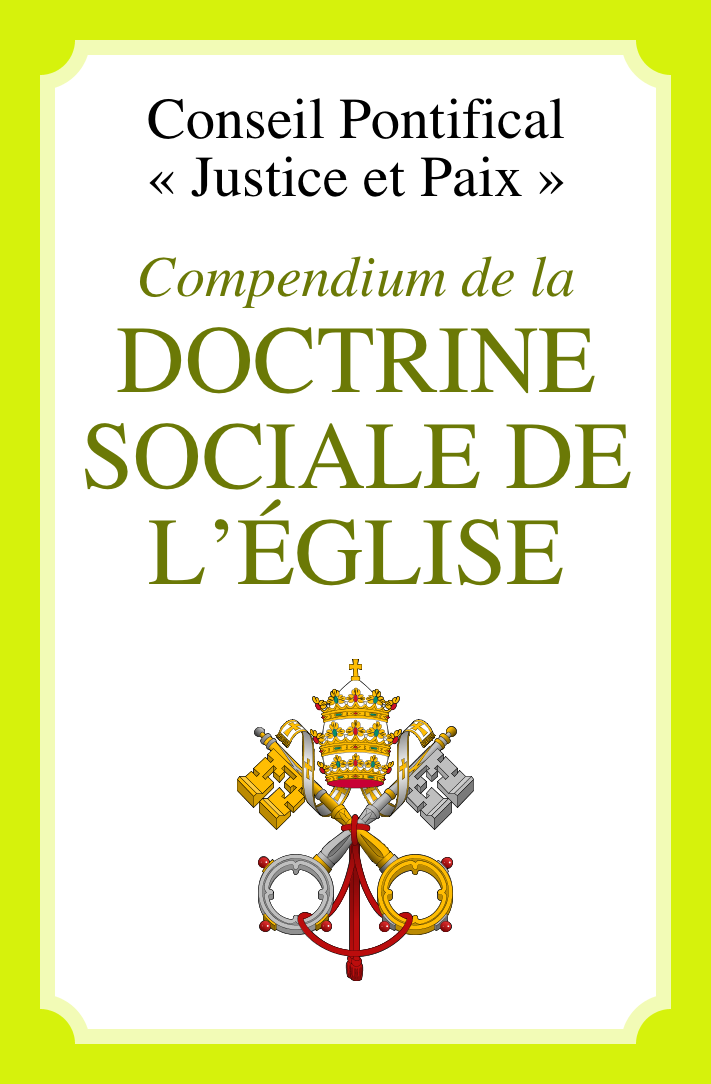 Conseil Pontifical
« Justice et Paix »
Compendium de la
DOCTRINE
SOCIALE DE
L’ÉGLISE